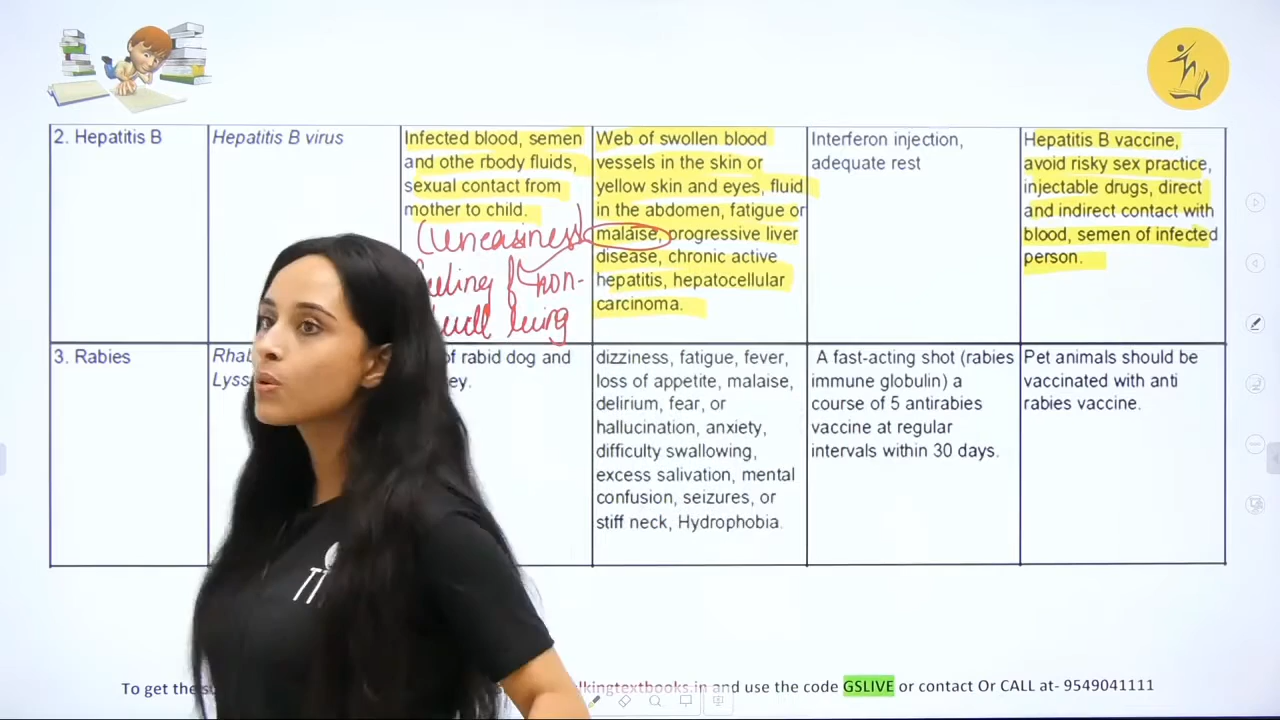 2. Hepatitis B
Hepatitis B virus
Infected blood, semen
and othe rbody fluids,
sexual contact from
mother to child.
(uneasiness)
feeling of non-
well being
Web of swollen blood
vessels in the skin or
yellow skin and eyes, fluid
in the abdomen, fatigue or
malaise, progressive liver
disease, chronic active
hepatitis, hepatocellular
carcinoma.
Interferon injection,
adequate rest
Hepatitis B vaccine,
avoid risky sex practice,
injectable drugs, direct
and indirect contact with
blood, semen of infected
person.
3. Rabies
of rabid dog and
dizziness, fatigue, fever,
loss of appetite, malaise,
delirium, fear, or
hallucination, anxiety,
difficulty swallowing,
excess salivation, mental
confusion, seizures, or
stiff neck, Hydrophobia.
A fast-acting shot (rabies
immune globulin) a
course of 5 antirabies
vaccine at regular
intervals within 30 days.
Pet animals should be
vaccinated with anti
rabies vaccine.
To get the
lkingtextbooks.in and use the code GSLIVE or contact Or CALL at- 9549041111